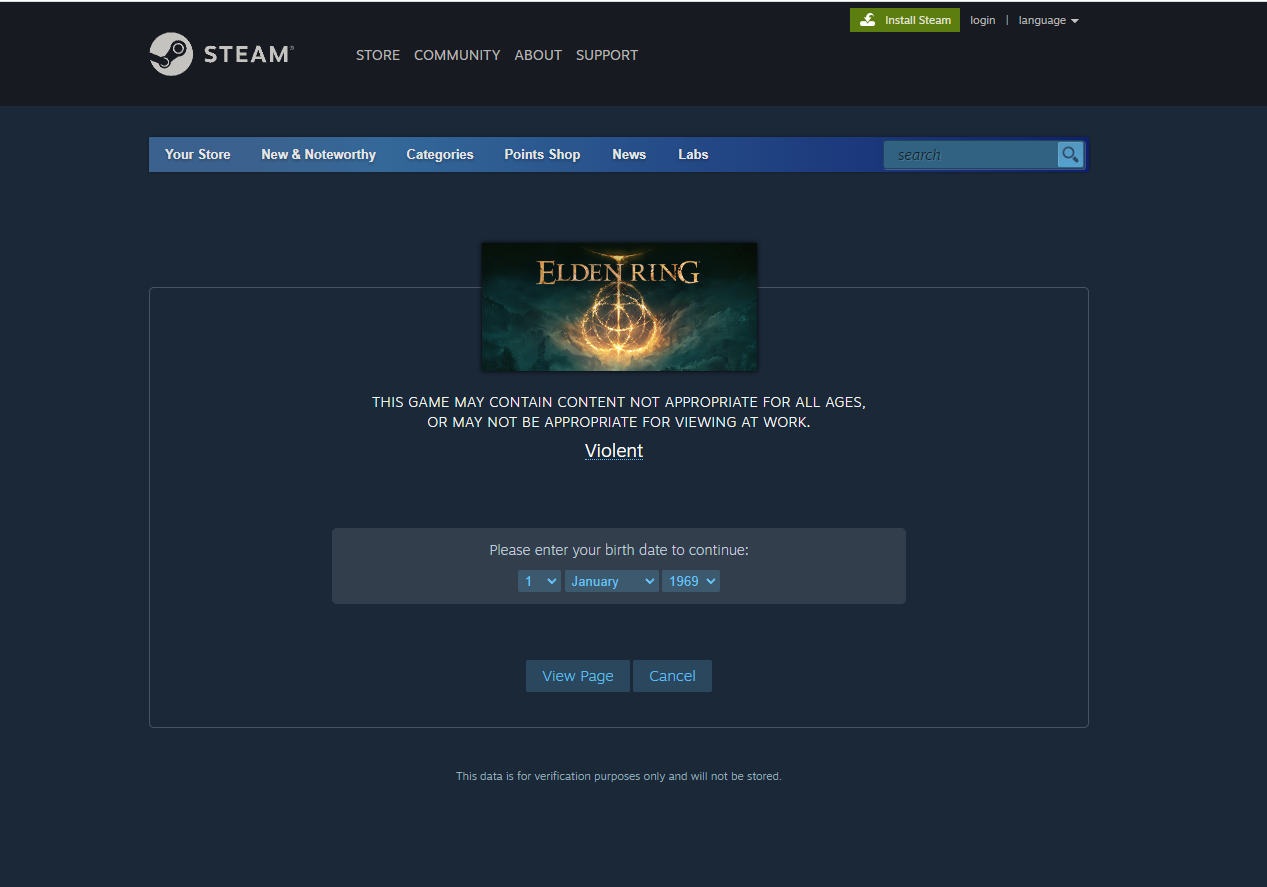 Install Steam login | language
STEAM®
STORE COMMUNITY ABOUT SUPPORT
Your Store New & Noteworthy Categories Points Shop News Labs search
ELDEN RING
THIS GAME MAY CONTAIN CONTENT NOT APPROPRIATE FOR ALL AGES,
OR MAY NOT BE APPROPRIATE FOR VIEWING AT WORK.
Violent
Please enter your birth date to continue:
1 January 1969
View Page Cancel
This data is for verification purposes only and will not be stored.